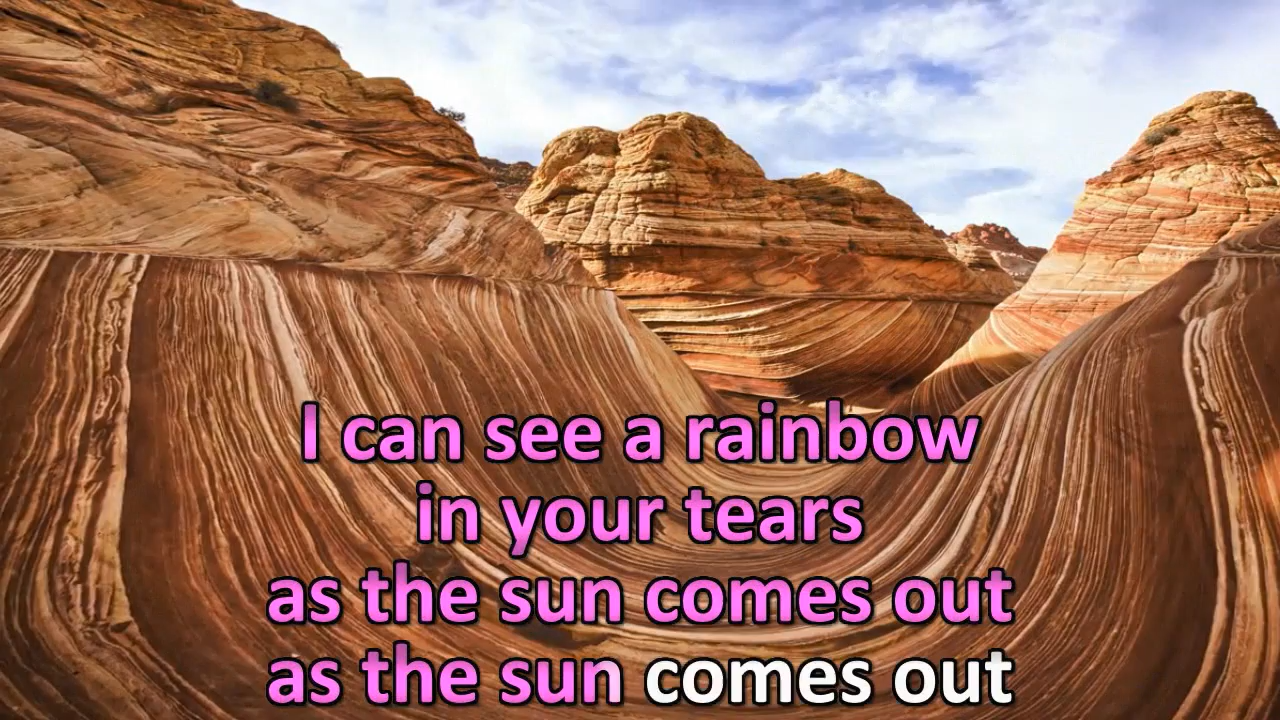 I can see a rainbow
in your tears
as the sun comes out
as the sun comes out